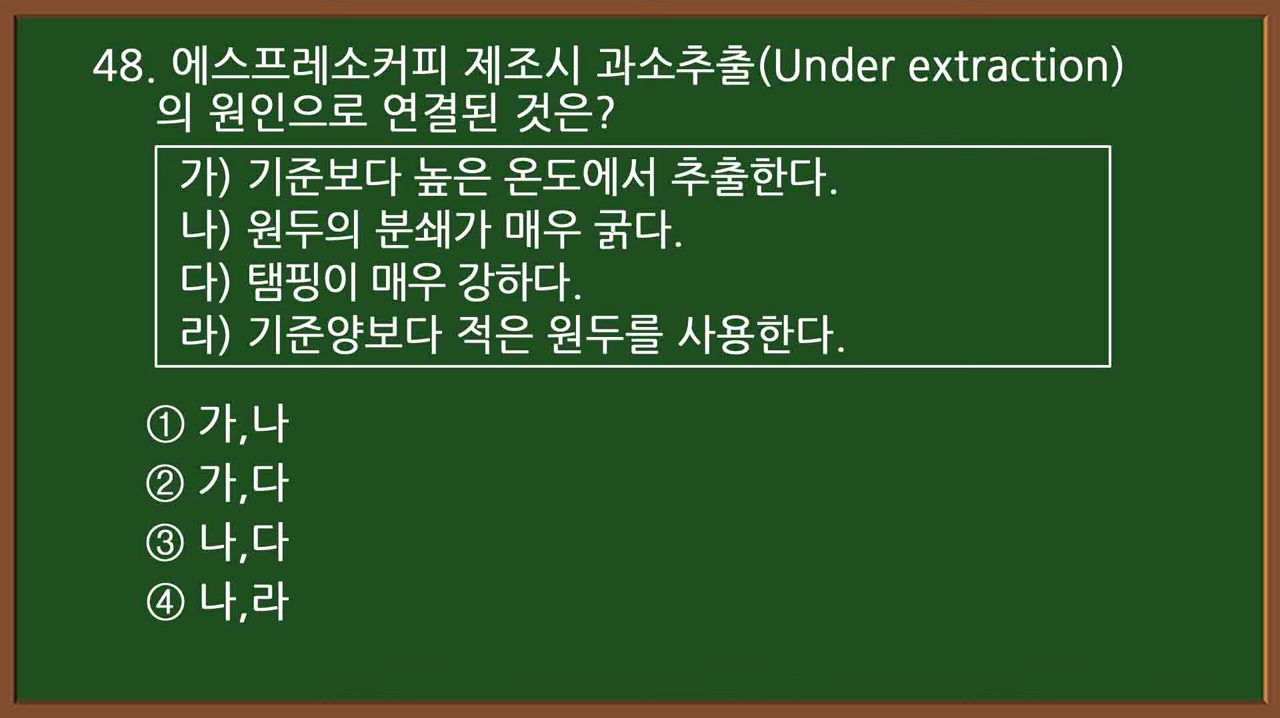 48. 에스프레소커피 제조시 과소추출(Under extraction)
의 원인으로 연결된 것은?
가) 기준보다 높은 온도에서 추출한다.
나) 원두의 분쇄가 매우 굵다.
다) 탬핑이 매우 강하다.
라) 기준양보다 적은 원두를 사용한다.
① 가,나
② 가,다
③ 나,다
④ 나,라